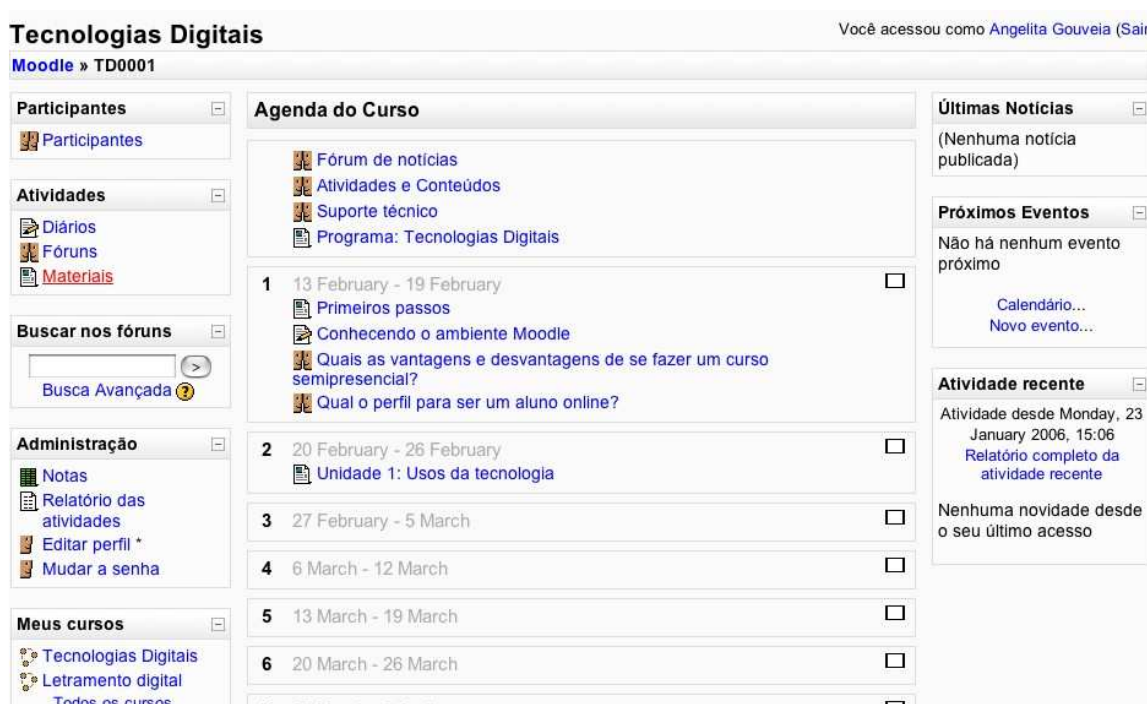 Tecnologias Digitais
Você acessou como Angelita Gouveia (Sair
Moodle » TD0001
Participantes
Participantes
Atividades
Diários
Fóruns
Materiais
Buscar nos fóruns
>
Busca Avançada ?
Administração
Notas
Relatório das
atividades
Editar perfil *
Mudar a senha
Meus cursos
Tecnologias Digitais
Letramento digital
Todos os cursos
Agenda do Curso
Fórum de notícias
Atividades e Conteúdos
Suporte técnico
Programa: Tecnologias Digitais
1 13 February - 19 February
Primeiros passos
Conhecendo o ambiente Moodle
Quais as vantagens e desvantagens de se fazer um curso
semipresencial?
Qual o perfil para ser um aluno online?
2 20 February - 26 February
Unidade 1: Usos da tecnologia
3 27 February - 5 March
4 6 March - 12 March
5 13 March - 19 March
6 20 March - 26 March
Últimas Notícias
(Nenhuma notícia
publicada)
Próximos Eventos
Não há nenhum evento
próximo
Calendário...
Novo evento...
Atividade recente
Atividade desde Monday, 23
January 2006, 15:06
Relatório completo da
atividade recente
Nenhuma novidade desde
o seu último acesso